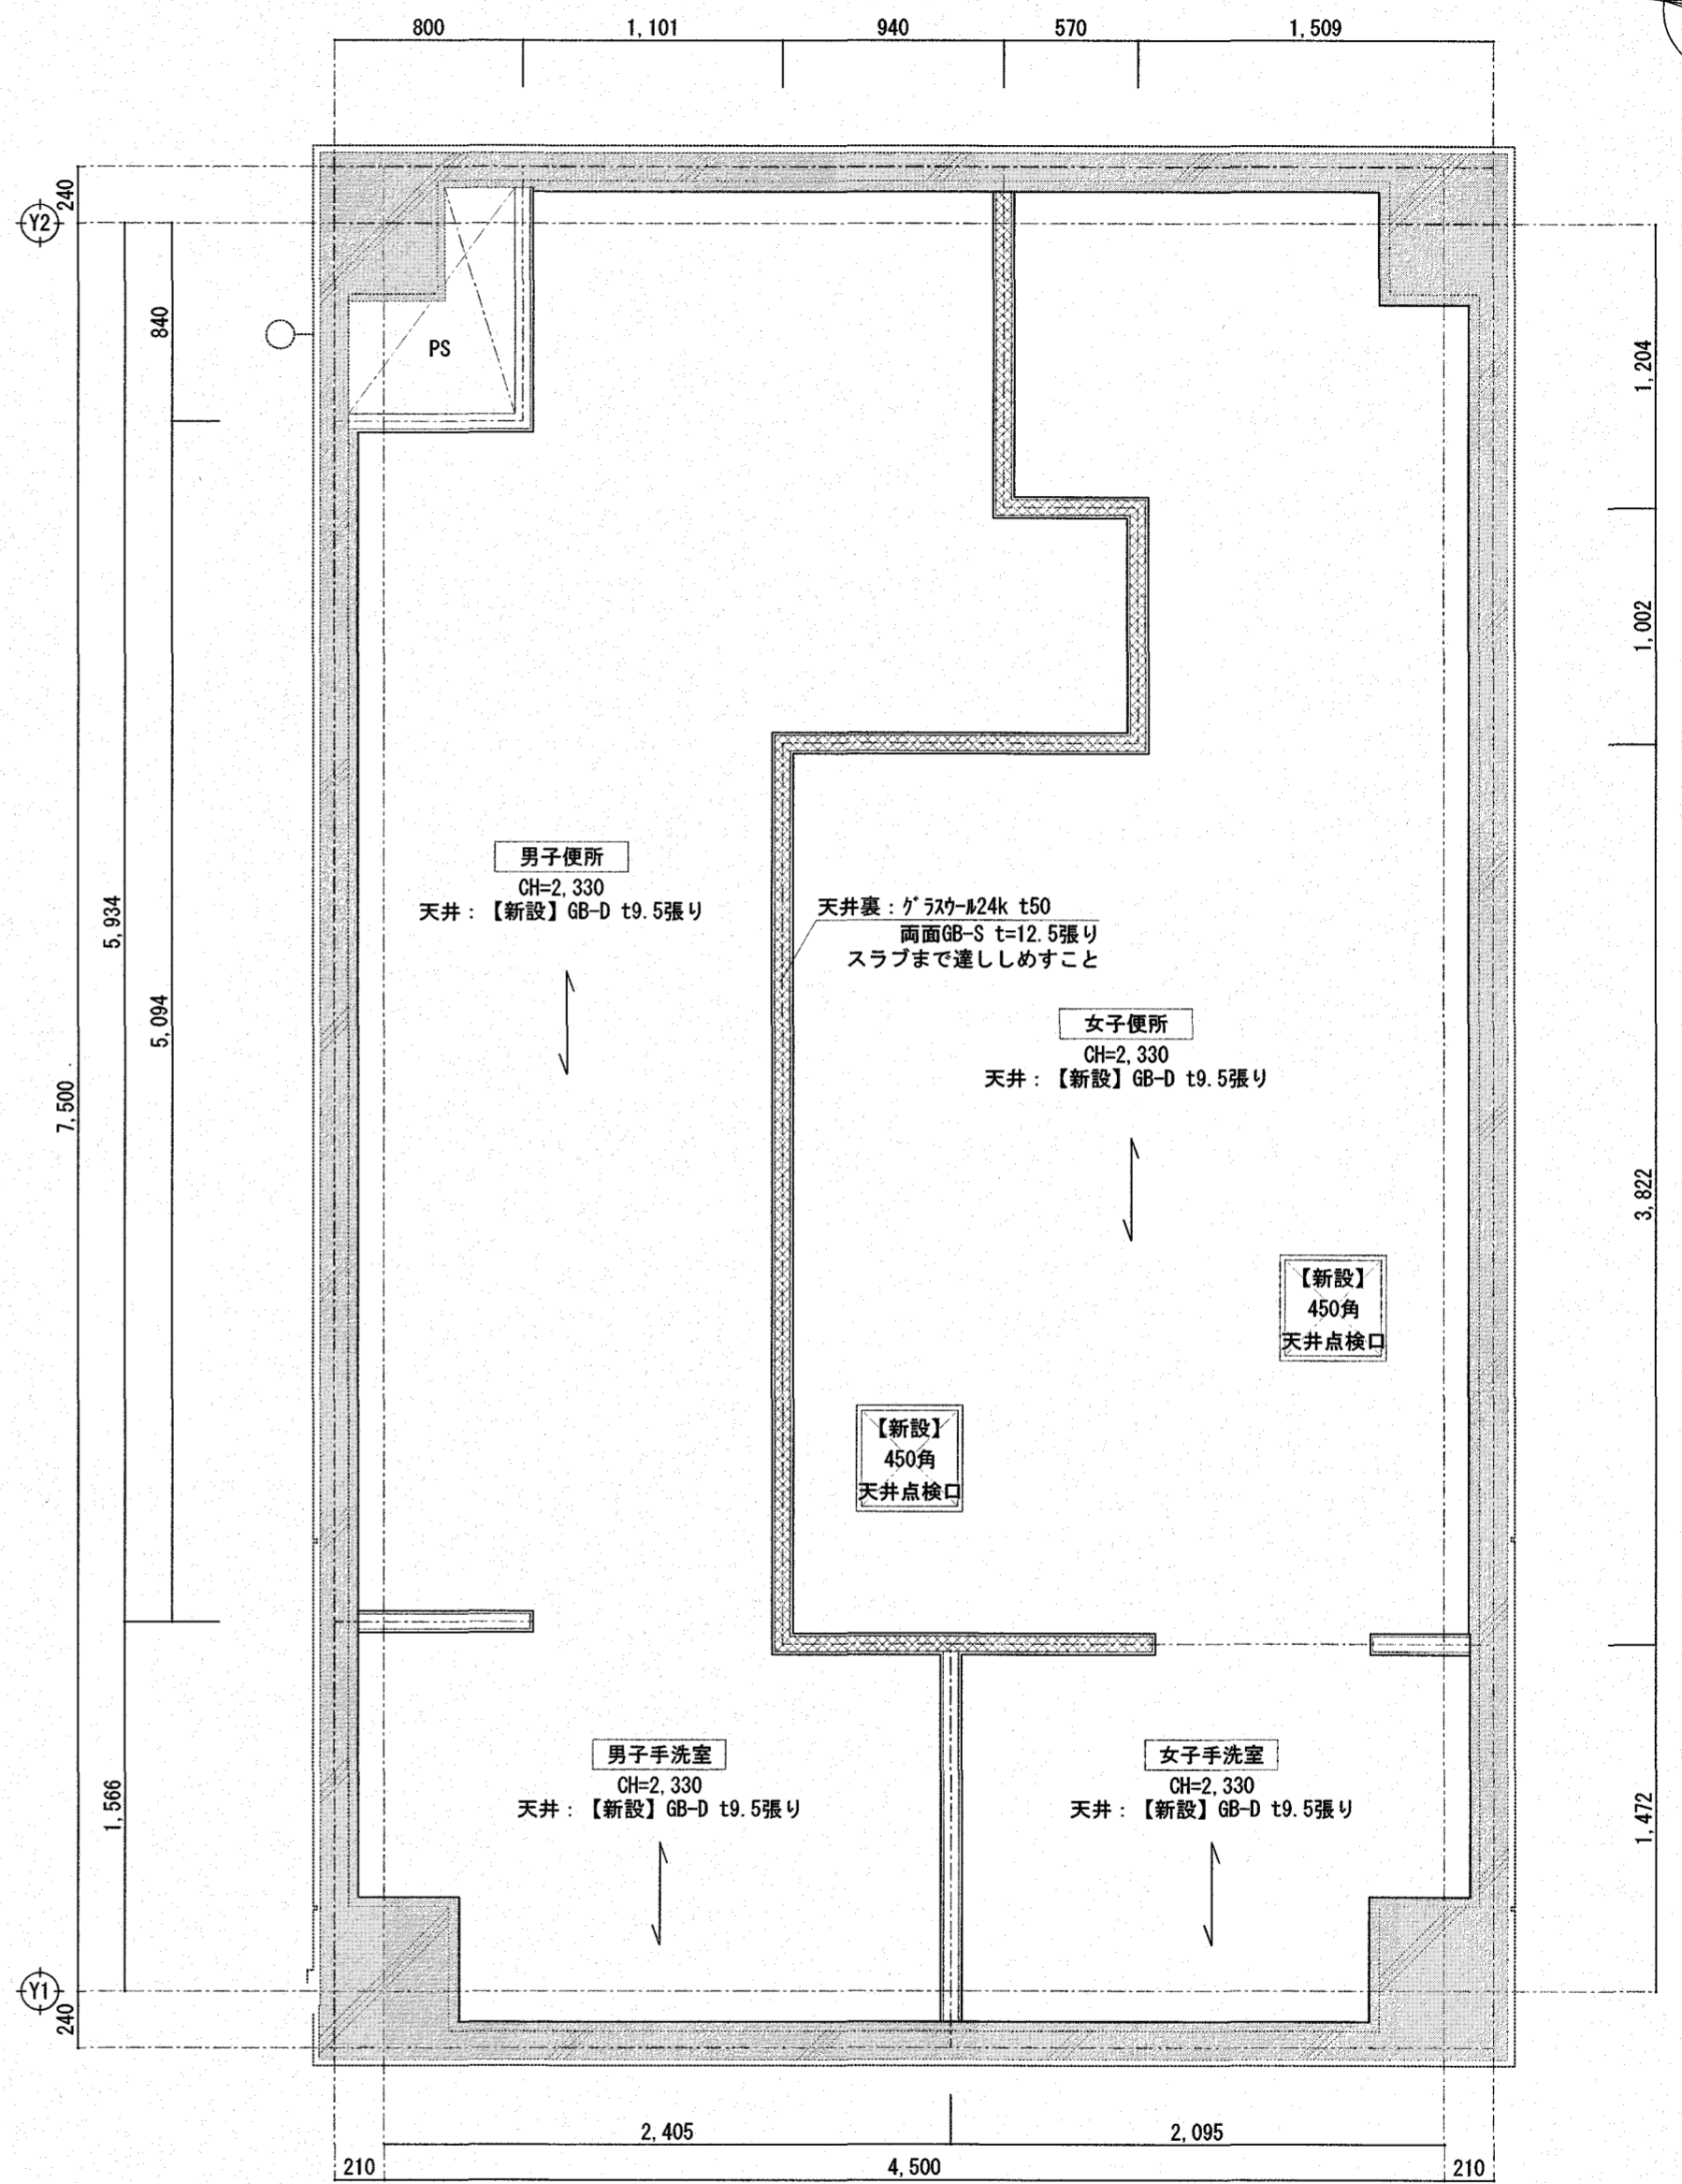 800 1,101 940 570 1,509
240
Y2
840
PS
1,204
1,002
男子便所
CH=2,330
天井：【新設】GB-D t9.5張り
天井裏：ｸﾞﾗｽｳｰﾙ24k t50
両面GB-S t=12.5張り
スラブまで達ししめすこと
5,934
5,094
7,500
女子便所
CH=2,330
天井：【新設】GB-D t9.5張り
3,822
【新設】
450角
天井点検口
【新設】
450角
天井点検口
男子手洗室
CH=2,330
天井：【新設】GB-D t9.5張り
女子手洗室
CH=2,330
天井：【新設】GB-D t9.5張り
1,566
1,472
Y1
240
2,405 2,095
210 4,500 210